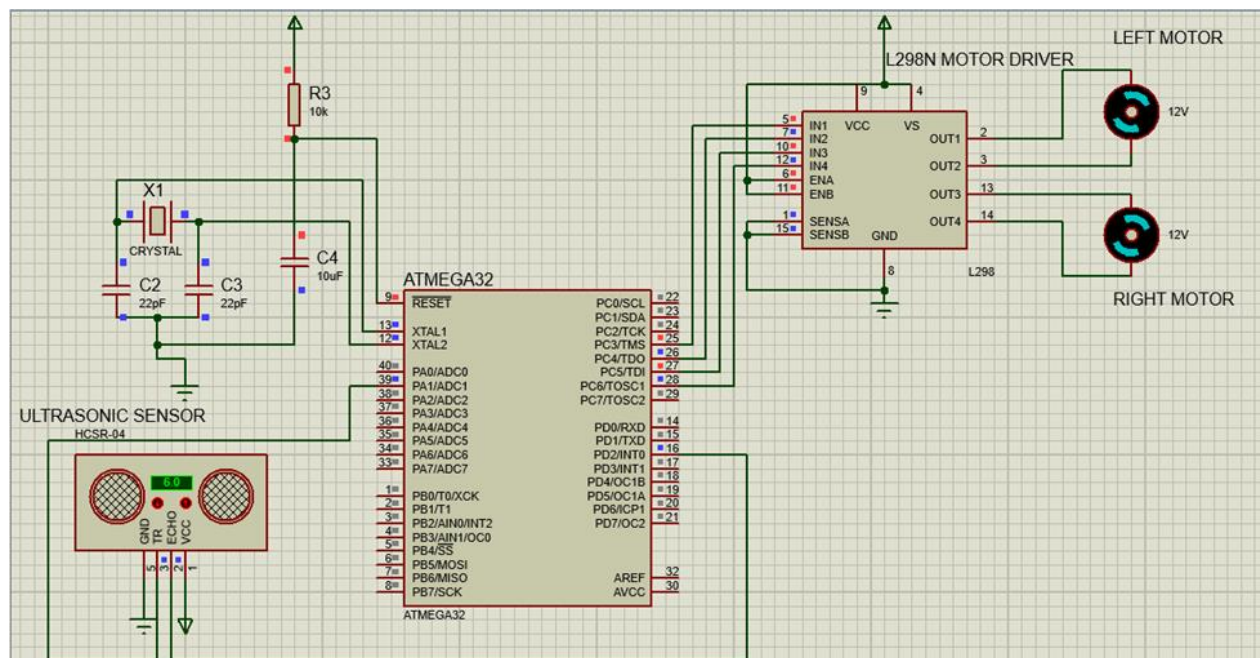 LEFT MOTOR
L298N MOTOR DRIVER
R3
10k
9
4
12V
5 IN1 VCC VS
7 IN2 OUT1 2
10 IN3
12 IN4 OUT2 3
6 ENA
11 ENB OUT3 13
1 SENSA OUT4 14
15 SENSB GND
12V
8
L298
RIGHT MOTOR
X1
CRYSTAL
C4
10uF
C2
22pF
C3
22pF
ATMEGA32
9 RESET PC0/SCL 22
PC1/SDA 23
13 XTAL1 PC2/TCK 24
12 XTAL2 PC3/TMS 25
PC4/TDO 26
40 PA0/ADC0 PC5/TDI 27
39 PA1/ADC1 PC6/TOSC1 28
38 PA2/ADC2 PC7/TOSC2 29
37 PA3/ADC3
36 PA4/ADC4 PD0/RXD 14
35 PA5/ADC5 PD1/TXD 15
34 PA6/ADC6 PD2/INT0 16
33 PA7/ADC7 PD3/INT1 17
PD4/OC1B 18
1 PB0/T0/XCK PD5/OC1A 19
2 PB1/T1 PD6/ICP1 20
3 PB2/AIN0/INT2 PD7/OC2 21
4 PB3/AIN1/OC0
5 PB4/SS
6 PB5/MOSI
7 PB6/MISO AREF 32
8 PB7/SCK AVCC 30
ATMEGA32
ULTRASONIC SENSOR
HCSR-04
6.0
GND
TR
ECHO
VCC
5
3
2
1